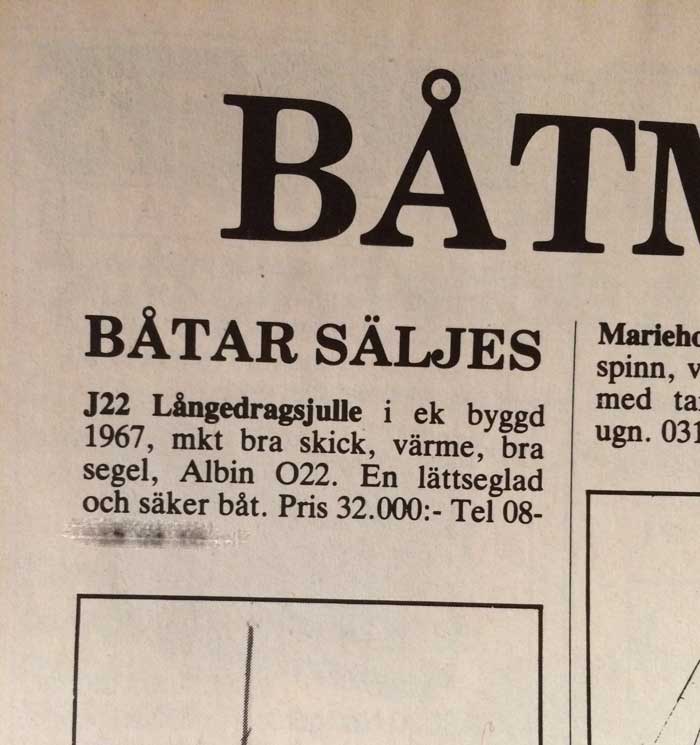 BÅTM
BÅTAR SÄLJES
J22 Långedragsjulle i ek byggd
1967, mkt bra skick, värme, bra
segel, Albin O22. En lättseglad
och säker båt. Pris 32.000:- Tel 08-
Marieho
spinn, v
med ta
ugn. 031